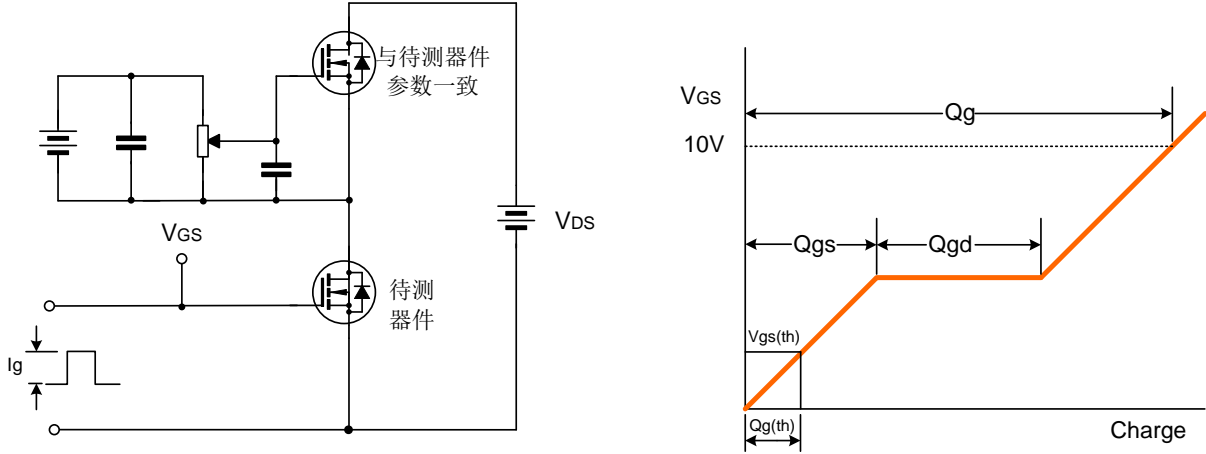 与待测器件
参数一致
VGS
VDS
待测
器件
Ig
VGS
Qg
10V
Qgs
Qgd
Vgs(th)
Qg(th)
Charge